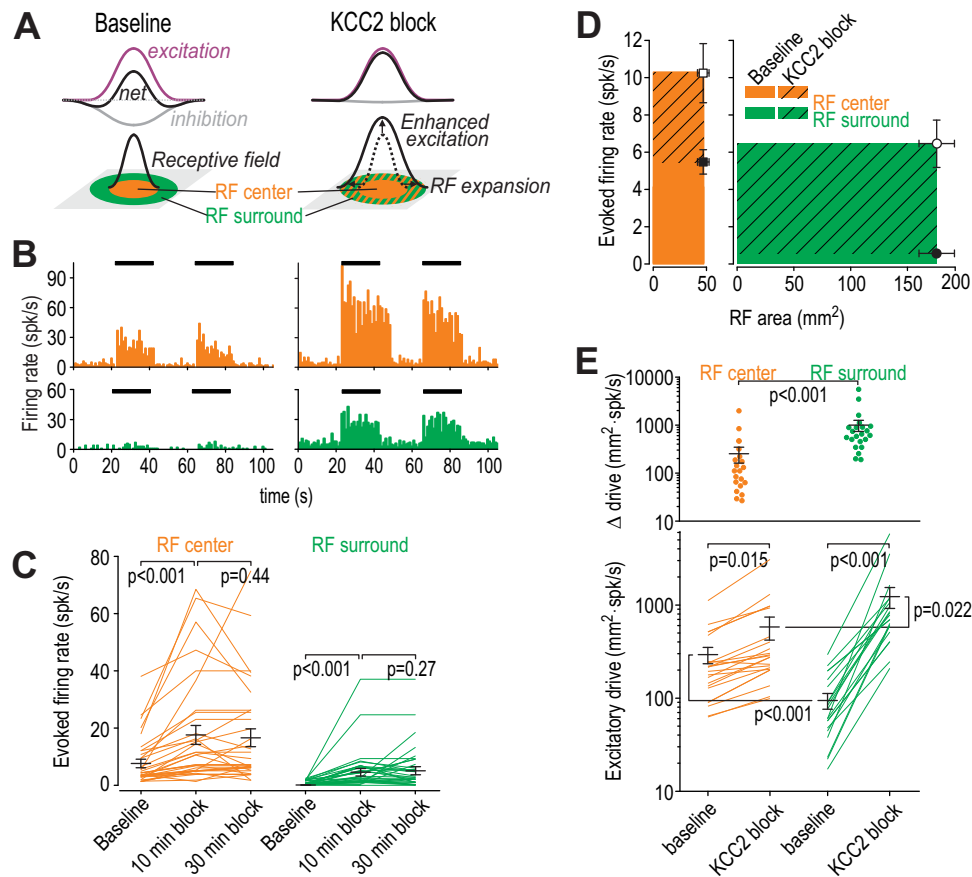 A
Baseline
KCC2 block
excitation
net
inhibition
Receptive field
Enhanced
excitation
RF center
RF expansion
RF surround
B
Firing rate (spk/s)
90
60
30
0
60
30
0
0 20 40 60 80 100
0 20 40 60 80 100
time (s)
C
RF center
RF surround
Evoked firing rate (spk/s)
80
60
40
20
0
p<0.001
p=0.44
p<0.001
p=0.27
Baseline
10 min block
30 min block
Baseline
10 min block
30 min block
D
Evoked firing rate (spk/s)
12
10
8
6
4
2
0
Baseline
KCC2 block
RF center
RF surround
0 50
0 50 100 150 200
RF area (mm²)
E
RF center
RF surround
Δ drive (mm²·spk/s)
10000
1000
100
10
p<0.001
Excitatory drive (mm²·spk/s)
1000
100
10
p=0.015
p<0.001
p=0.022
p<0.001
baseline
KCC2 block
baseline
KCC2 block